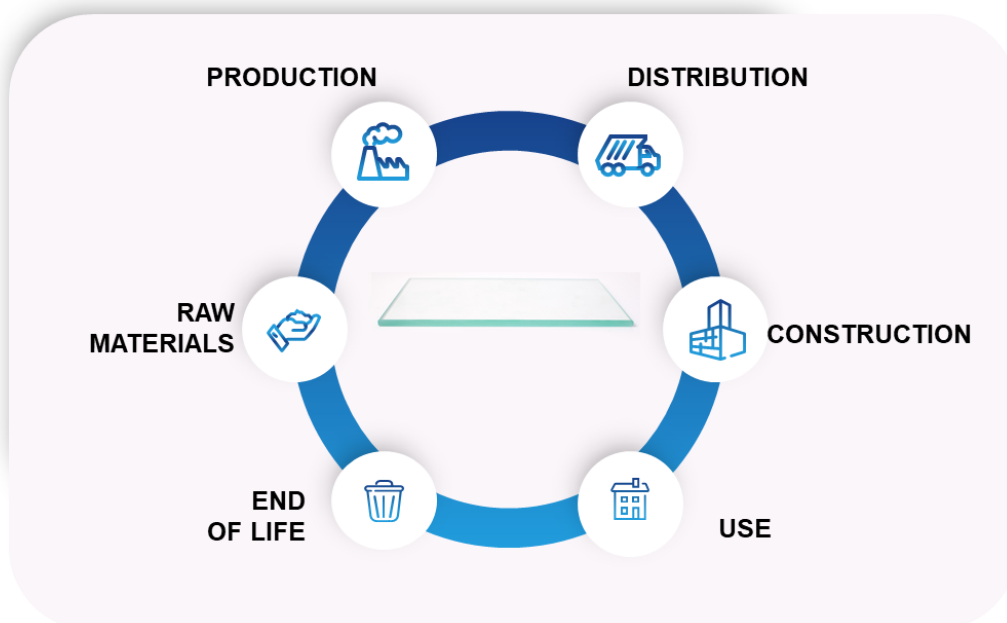 PRODUCTION
DISTRIBUTION
RAW
MATERIALS
CONSTRUCTION
END
OF LIFE
USE